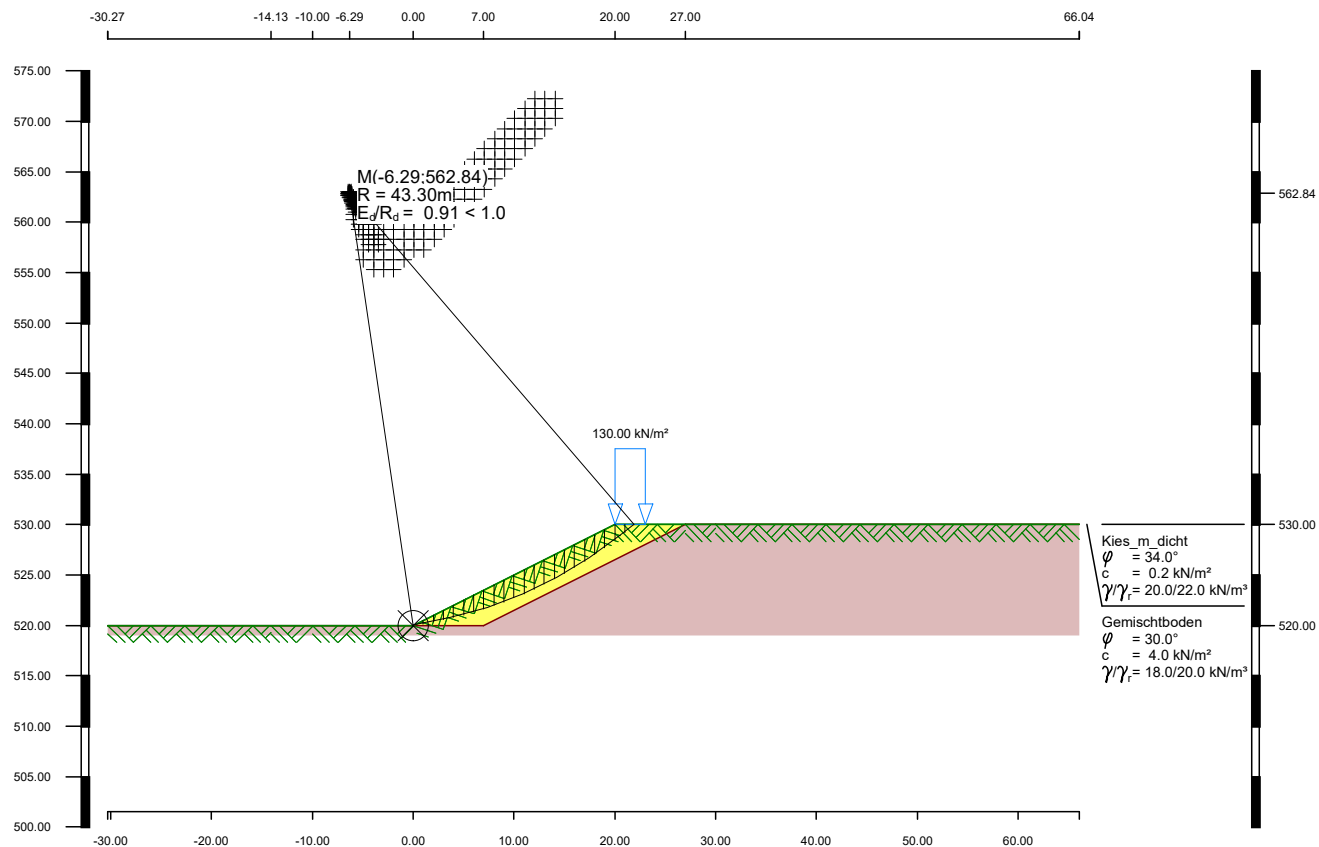 -30.27 -14.13 -10.00 -6.29 0.00 7.00 20.00 27.00 66.04
575.00
570.00
565.00
M(-6.29;562.84)
562.84
R = 43.30m
560.00
Ed/Rd = 0.91 < 1.0
555.00
550.00
545.00
540.00
130.00 kN/m²
535.00
530.00
530.00
Kies_m_dicht
φ = 34.0°
c = 0.2 kN/m²
γ/γr = 20.0/22.0 kN/m³
525.00
520.00
520.00
Gemischtboden
φ = 30.0°
c = 4.0 kN/m²
γ/γr = 18.0/20.0 kN/m³
515.00
510.00
505.00
500.00
-30.00 -20.00 -10.00 0.00 10.00 20.00 30.00 40.00 50.00 60.00